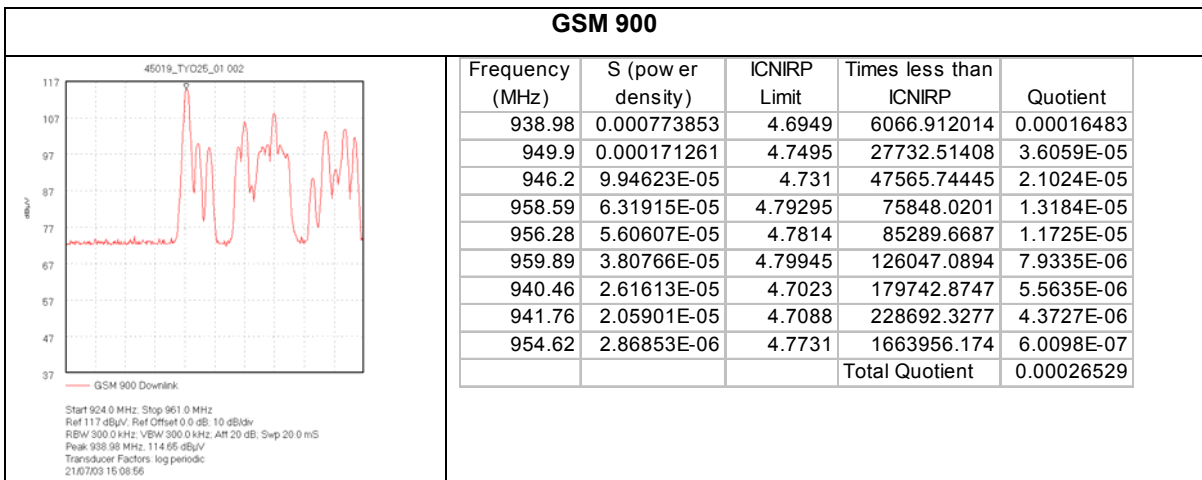 GSM 900
45019_TYO25_01 002
117
107
97
87
77
67
57
47
37
dBµV
GSM 900 Downlink
Start 924.0 MHz; Stop 961.0 MHz
Ref 117 dBµV; Ref Offset 0.0 dB; 10 dB/div
RBW 300.0 kHz; VBW 300.0 kHz; Att 20 dB; Swp 20.0 mS
Peak 938.98 MHz, 114.65 dBµV
Transducer Factors: log periodic
21/07/03 15:08:56
Frequency (MHz) S (pow er density) ICNIRP Limit Times less than ICNIRP Quotient
938.98 0.000773853 4.6949 6066.912014 0.00016483
949.9 0.000171261 4.7495 27732.51408 3.6059E-05
946.2 9.94623E-05 4.731 47565.74445 2.1024E-05
958.59 6.31915E-05 4.79295 75848.0201 1.3184E-05
956.28 5.60607E-05 4.7814 85289.6687 1.1725E-05
959.89 3.80766E-05 4.79945 126047.0894 7.9335E-06
940.46 2.61613E-05 4.7023 179742.8747 5.5635E-06
941.76 2.05901E-05 4.7088 228692.3277 4.3727E-06
954.62 2.86853E-06 4.7731 1663956.174 6.0098E-07
Total Quotient 0.00026529